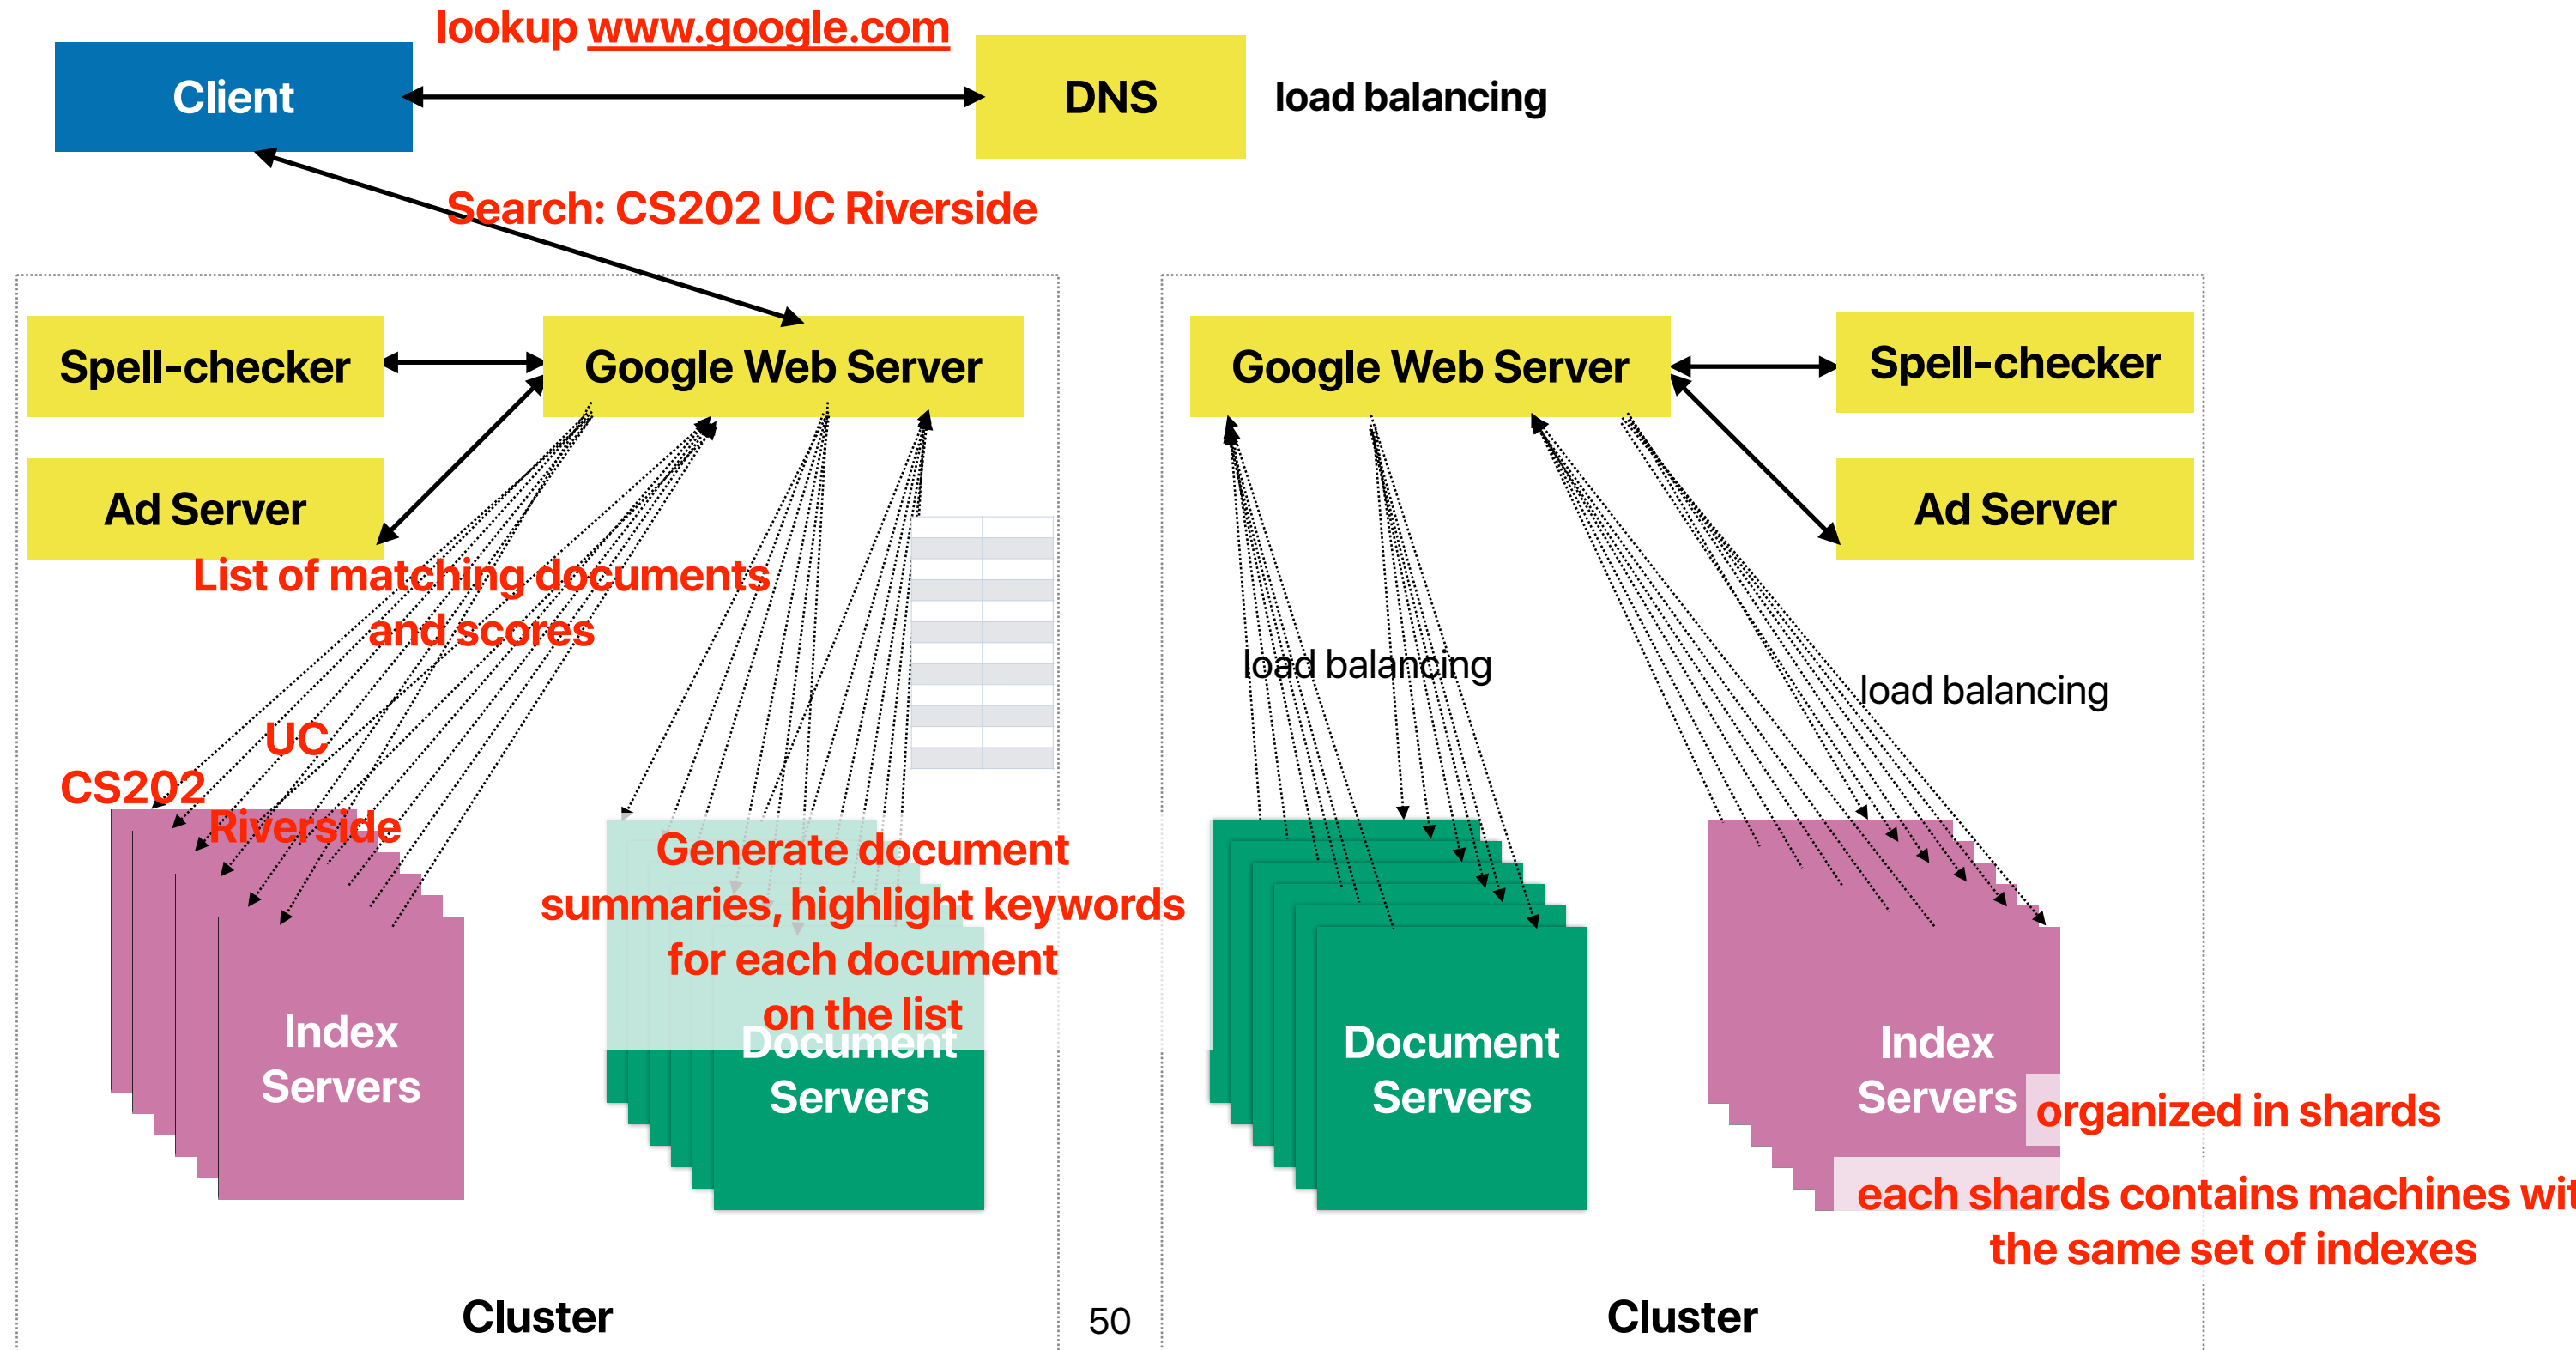 lookup www.google.com
Client
DNS
load balancing
Search: CS202 UC Riverside
Spell-checker
Google Web Server
Ad Server
List of matching documents
and scores
UC
CS202
Riverside
Generate document
summaries, highlight keywords
for each document
on the list
Index
Servers
Document
Servers
Cluster
50
Google Web Server
Spell-checker
Ad Server
load balancing
load balancing
Document
Servers
Index
Servers
organized in shards
each shards contains machines wit
the same set of indexes
Cluster